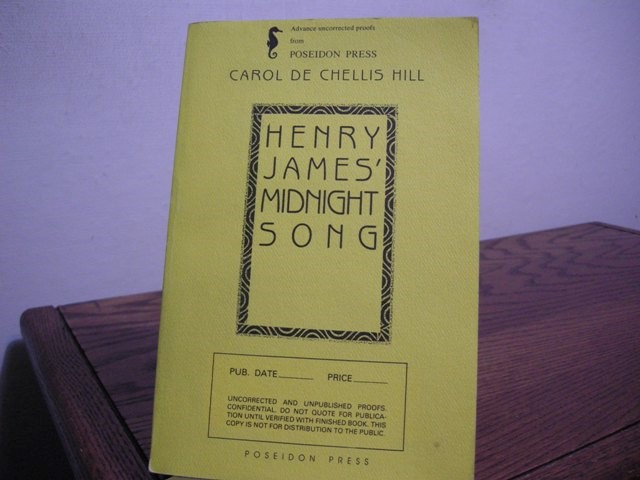 Advance uncorrected proofs
from
POSEIDON PRESS
CAROL DE CHELLIS HILL
HENRY
JAMES'
MIDNIGHT
SONG
PUB. DATE______ PRICE______
UNCORRECTED AND UNPUBLISHED PROOFS.
CONFIDENTIAL. DO NOT QUOTE FOR PUBLICA-
TION UNTIL VERIFIED WITH FINISHED BOOK. THIS
COPY IS NOT FOR DISTRIBUTION TO THE PUBLIC.
POSEIDON PRESS